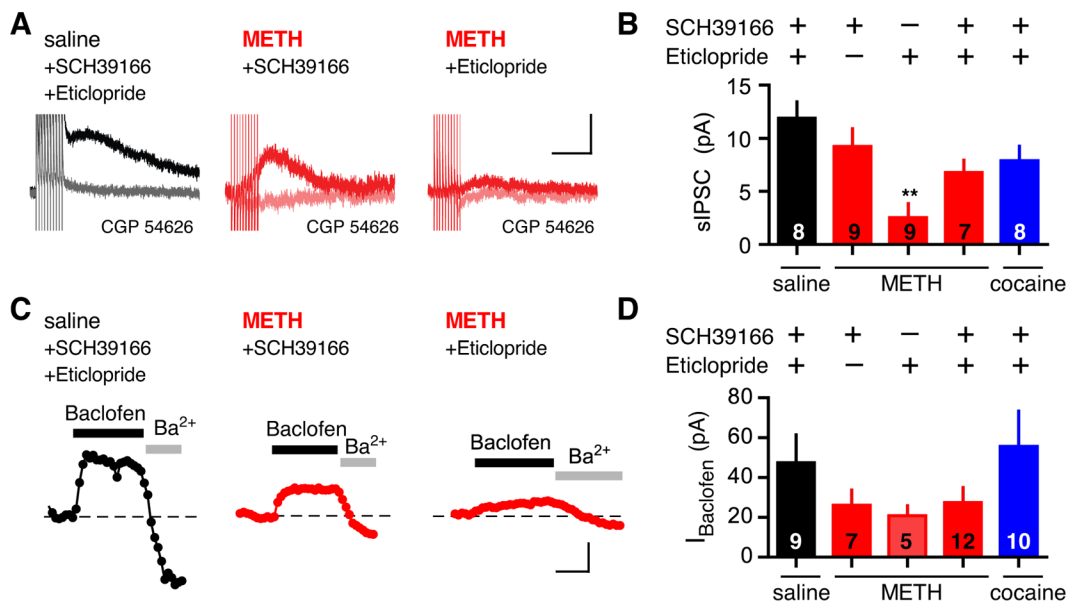 A
saline
+SCH39166
+Eticlopride
METH
+SCH39166
METH
+Eticlopride
CGP 54626
CGP 54626
CGP 54626
B
SCH39166 + + − + +
Eticlopride + − + + +
sIPSC (pA)
15
10
5
0
**
8 9 9 7 8
saline METH cocaine
C
saline
+SCH39166
+Eticlopride
METH
+SCH39166
METH
+Eticlopride
Baclofen
Ba²⁺
Baclofen
Ba²⁺
Baclofen
Ba²⁺
D
SCH39166 + + − + +
Eticlopride + − + + +
I Baclofen (pA)
80
60
40
20
0
9 7 5 12 10
saline METH cocaine